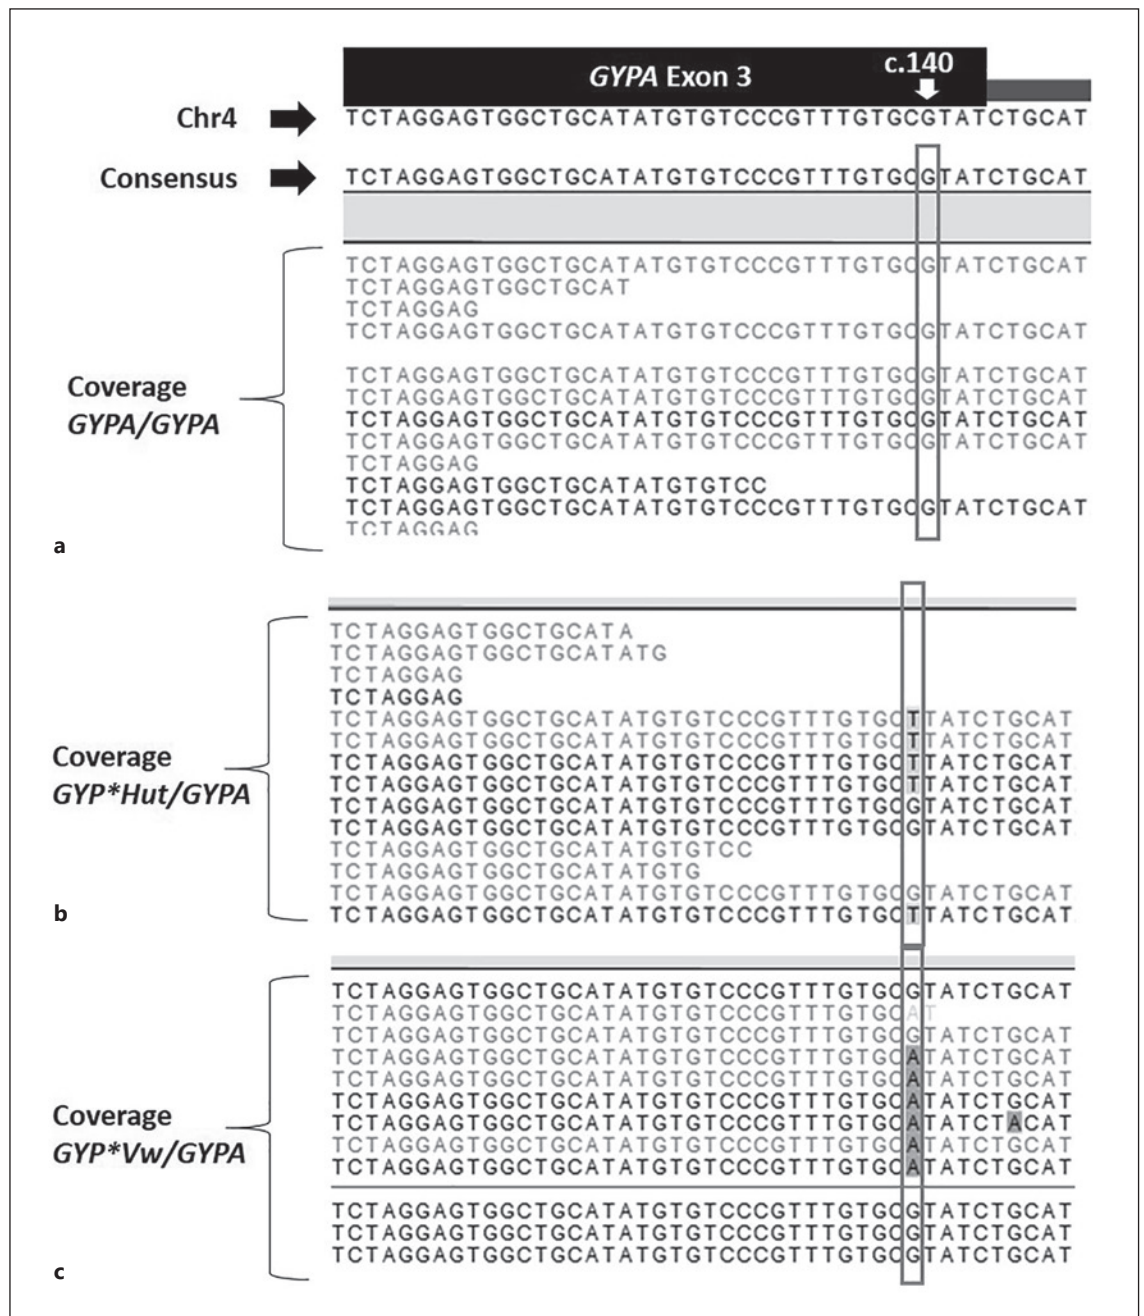 GYPA Exon 3
c.140
Chr4
TCTAGGAGTGGCTGCATATGTGTCCCGTTTGTGCGTATCTGCAT
Consensus
TCTAGGAGTGGCTGCATATGTGTCCCGTTTGTGCGTATCTGCAT
Coverage
GYPA/GYPA
TCTAGGAGTGGCTGCATATGTGTCCCGTTTGTGCGTATCTGCAT
TCTAGGAGTGGCTGCAT
TCTAGGAG
TCTAGGAGTGGCTGCATATGTGTCCCGTTTGTGCGTATCTGCAT
TCTAGGAGTGGCTGCATATGTGTCCCGTTTGTGCGTATCTGCAT
TCTAGGAGTGGCTGCATATGTGTCCCGTTTGTGCGTATCTGCAT
TCTAGGAGTGGCTGCATATGTGTCCCGTTTGTGCGTATCTGCAT
TCTAGGAGTGGCTGCATATGTGTCCCGTTTGTGCGTATCTGCAT
TCTAGGAG
TCTAGGAGTGGCTGCATATGTGTCC
TCTAGGAGTGGCTGCATATGTGTCCCGTTTGTGCGTATCTGCAT
TCTAGGAG
a
Coverage
GYP*Hut/GYPA
TCTAGGAGTGGCTGCATA
TCTAGGAGTGGCTGCATATG
TCTAGGAG
TCTAGGAG
TCTAGGAGTGGCTGCATATGTGTCCCGTTTGTGCTTATCTGCAT
TCTAGGAGTGGCTGCATATGTGTCCCGTTTGTGCTTATCTGCAT
TCTAGGAGTGGCTGCATATGTGTCCCGTTTGTGCTTATCTGCAT
TCTAGGAGTGGCTGCATATGTGTCCCGTTTGTGCTTATCTGCAT
TCTAGGAGTGGCTGCATATGTGTCCCGTTTGTGCGTATCTGCAT
TCTAGGAGTGGCTGCATATGTGTCCCGTTTGTGCGTATCTGCAT
TCTAGGAGTGGCTGCATATGTGTCC
TCTAGGAGTGGCTGCATATGTG
TCTAGGAGTGGCTGCATATGTGTCCCGTTTGTGCGTATCTGCAT
TCTAGGAGTGGCTGCATATGTGTCCCGTTTGTGCTTATCTGCAT
b
Coverage
GYP*Vw/GYPA
TCTAGGAGTGGCTGCATATGTGTCCCGTTTGTGCGTATCTGCAT
TCTAGGAGTGGCTGCATATGTGTCCCGTTTGTGCAT
TCTAGGAGTGGCTGCATATGTGTCCCGTTTGTGCGTATCTGCAT
TCTAGGAGTGGCTGCATATGTGTCCCGTTTGTGCATATCTGCAT
TCTAGGAGTGGCTGCATATGTGTCCCGTTTGTGCATATCTGCAT
TCTAGGAGTGGCTGCATATGTGTCCCGTTTGTGCATATCTGCAT
TCTAGGAGTGGCTGCATATGTGTCCCGTTTGTGCATATCTACAT
TCTAGGAGTGGCTGCATATGTGTCCCGTTTGTGCATATCTGCAT
TCTAGGAGTGGCTGCATATGTGTCCCGTTTGTGCATATCTGCAT
TCTAGGAGTGGCTGCATATGTGTCCCGTTTGTGCGTATCTGCAT
TCTAGGAGTGGCTGCATATGTGTCCCGTTTGTGCGTATCTGCAT
TCTAGGAGTGGCTGCATATGTGTCCCGTTTGTGCGTATCTGCAT
c